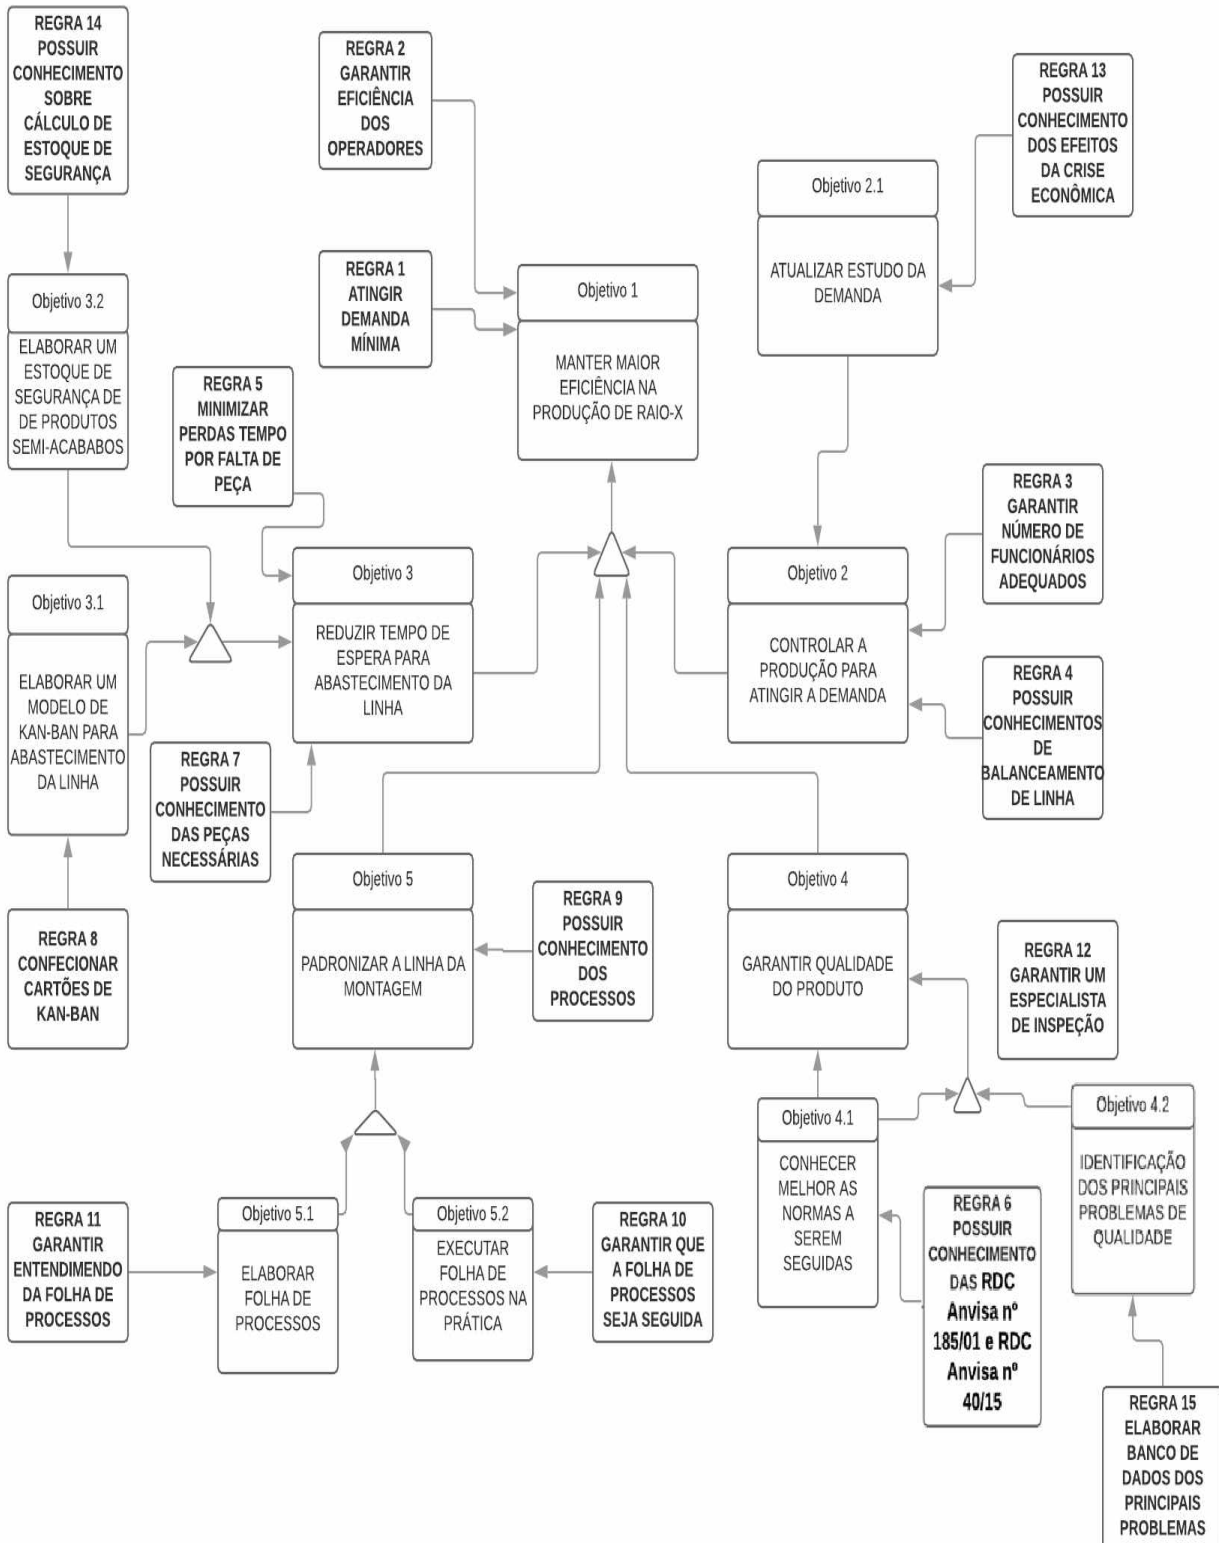 REGRA 14
POSSUIR
CONHECIMENTO
SOBRE
CÁLCULO DE
ESTOQUE DE
SEGURANÇA
REGRA 2
GARANTIR
EFICIÊNCIA
DOS
OPERADORES
REGRA 13
POSSUIR
CONHECIMENTO
DOS EFEITOS
DA CRISE
ECONÔMICA
Objetivo 2.1
ATUALIZAR ESTUDO DA
DEMANDA
REGRA 1
ATINGIR
DEMANDA
MÍNIMA
Objetivo 1
MANTER MAIOR
EFICIÊNCIA NA
PRODUÇÃO DE RAIO-X
Objetivo 3.2
ELABORAR UM
ESTOQUE DE
SEGURANÇA DE
DE PRODUTOS
SEMI-ACABABOS
REGRA 5
MINIMIZAR
PERDAS TEMPO
POR FALTA DE
PEÇA
REGRA 3
GARANTIR
NÚMERO DE
FUNCIONÁRIOS
ADEQUADOS
Objetivo 3
REDUZIR TEMPO DE
ESPERA PARA
ABASTECIMENTO DA
LINHA
Objetivo 2
CONTROLAR A
PRODUÇÃO PARA
ATINGIR A DEMANDA
Objetivo 3.1
ELABORAR UM
MODELO DE
KAN-BAN PARA
ABASTECIMENTO
DA LINHA
REGRA 4
POSSUIR
CONHECIMENTOS
DE
BALANCEAMENTO
DE LINHA
REGRA 7
POSSUIR
CONHECIMENTO
DAS PEÇAS
NECESSÁRIAS
Objetivo 5
PADRONIZAR A LINHA DA
MONTAGEM
Objetivo 4
GARANTIR QUALIDADE
DO PRODUTO
REGRA 9
POSSUIR
CONHECIMENTO
DOS
PROCESSOS
REGRA 8
CONFECIONAR
CARTÕES DE
KAN-BAN
REGRA 12
GARANTIR UM
ESPECIALISTA
DE INSPEÇÃO
Objetivo 4.1
CONHECER
MELHOR AS
NORMAS A
SEREM
SEGUIDAS
Objetivo 4.2
IDENTIFICAÇÃO
DOS PRINCIPAIS
PROBLEMAS DE
QUALIDADE
REGRA 11
GARANTIR
ENTENDIMENDO
DA FOLHA DE
PROCESSOS
Objetivo 5.1
ELABORAR
FOLHA DE
PROCESSOS
Objetivo 5.2
EXECUTAR
FOLHA DE
PROCESSOS NA
PRÁTICA
REGRA 10
GARANTIR QUE
A FOLHA DE
PROCESSOS
SEJA SEGUIDA
REGRA 6
POSSUIR
CONHECIMENTO
DAS RDC
Anvisa nº
185/01 e RDC
Anvisa nº
40/15
REGRA 15
ELABORAR
BANCO DE
DADOS DOS
PRINCIPAIS
PROBLEMAS